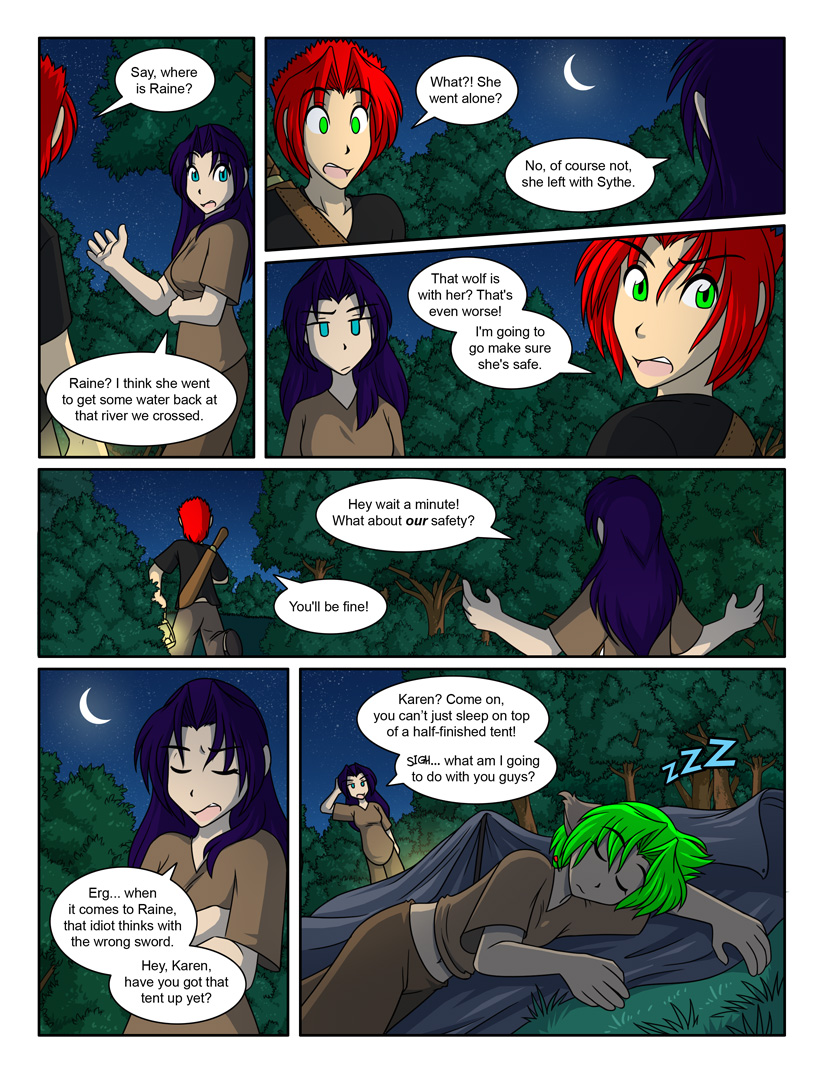 Say, where
is Raine?
Raine? I think she went
to get some water back at
that river we crossed.
What?! She
went alone?
No, of course not,
she left with Sythe.
That wolf is
with her? That's
even worse!
I'm going to
go make sure
she's safe.
Hey wait a minute!
What about our safety?
You'll be fine!
Erg... when
it comes to Raine,
that idiot thinks with
the wrong sword.
Hey, Karen,
have you got that
tent up yet?
Karen? Come on,
you can't just sleep on top
of a half-finished tent!
SIGH... what am I going
to do with you guys?
zZZ